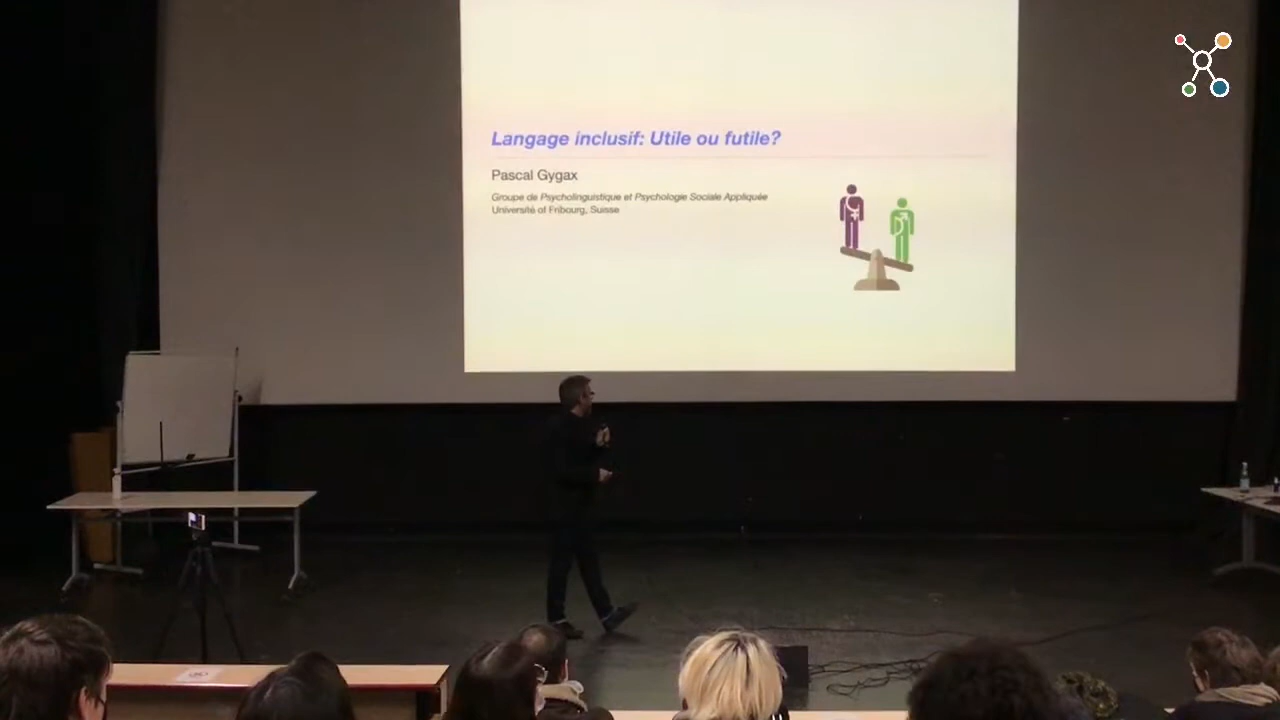 Langage inclusif: Utile ou futile?
Pascal Gygax
Groupe de Psycholinguistique et Psychologie Sociale Appliquée
Université of Fribourg, Suisse